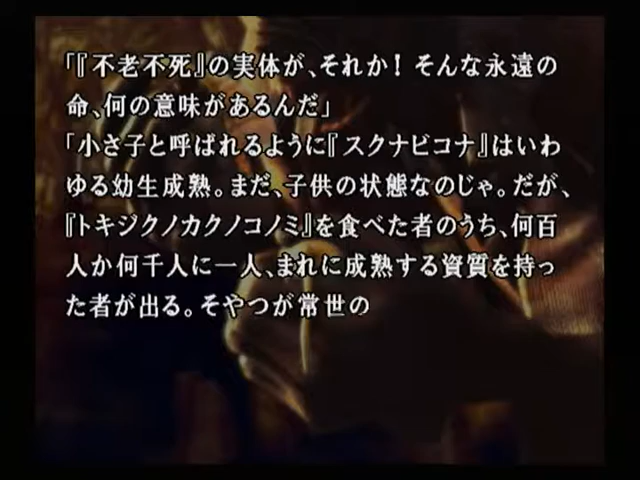 「『不老不死』の実体が、それか！そんな永遠の
命、何の意味があるんだ」
「小さ子と呼ばれるように『スクナビコナ』はいわ
ゆる幼生成熟。まだ、子供の状態なのじゃ。だが、
『トキジクノカクノコノミ』を食べた者のうち、何百
人か何千人に一人、まれに成熟する資質を持っ
た者が出る。そやつが常世の